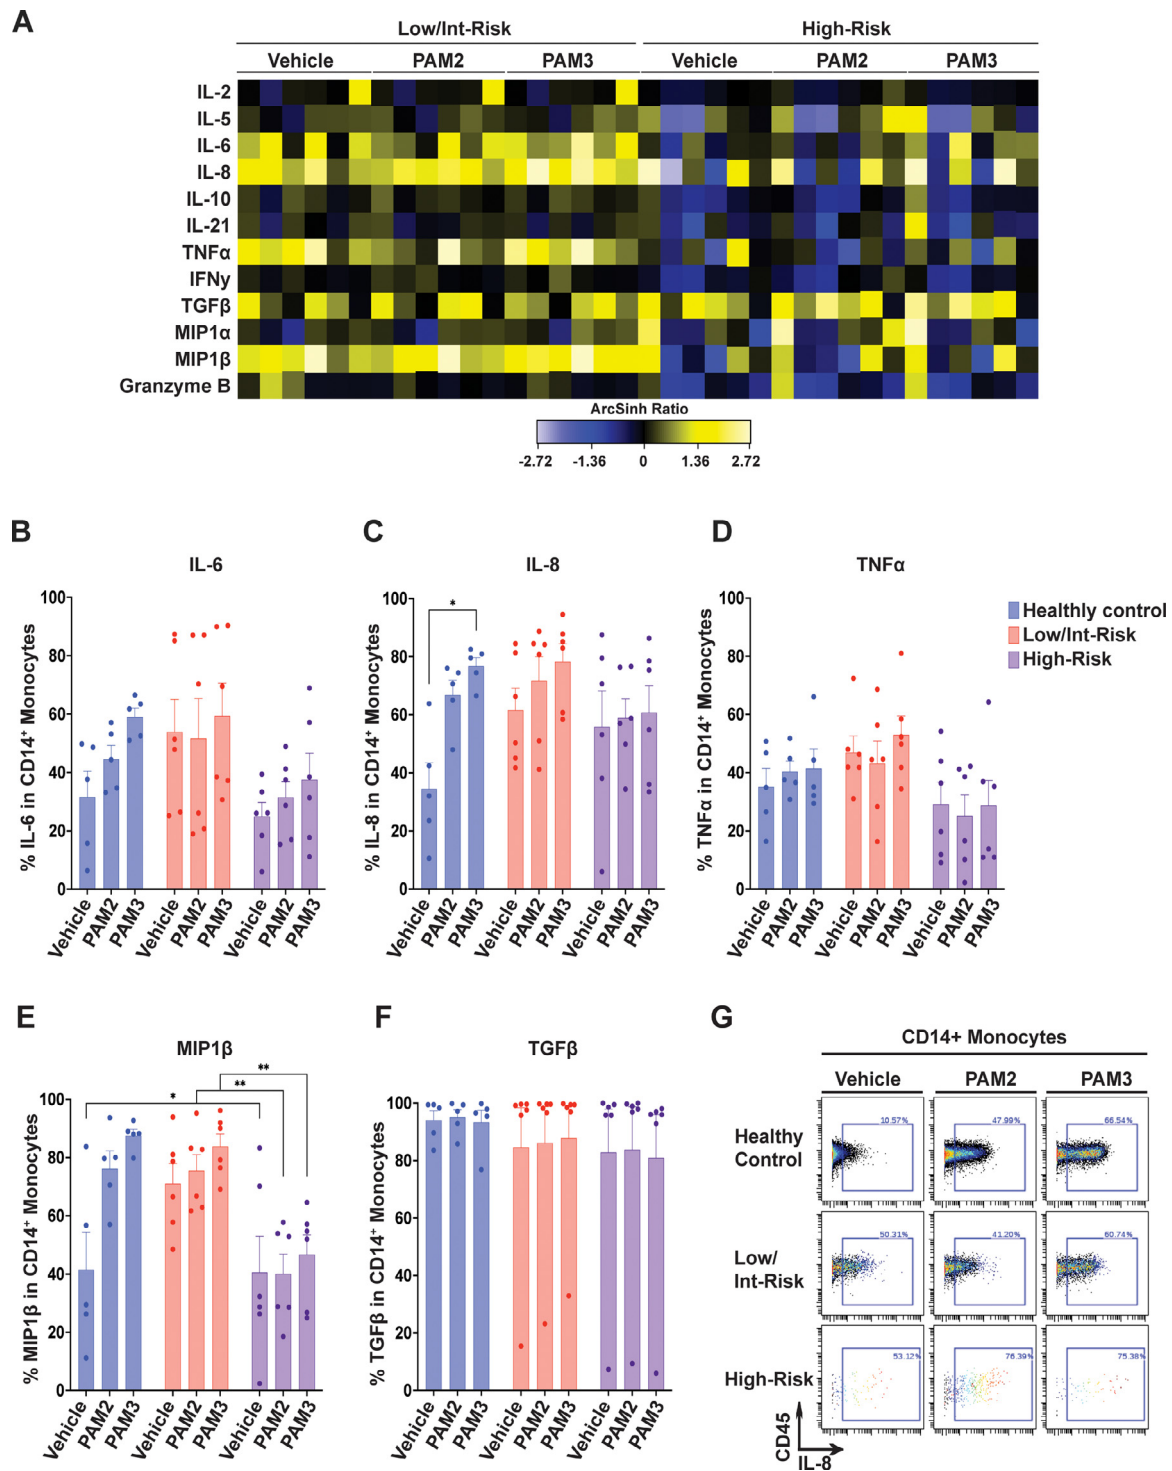 A
Low/Int-Risk High-Risk
Vehicle PAM2 PAM3 Vehicle PAM2 PAM3
IL-2
IL-5
IL-6
IL-8
IL-10
IL-21
TNFα
IFNy
TGFβ
MIP1α
MIP1β
Granzyme B
ArcSinh Ratio
-2.72 -1.36 0 1.36 2.72
B
IL-6
% IL-6 in CD14⁺ Monocytes
100
80
60
40
20
0
Vehicle PAM2 PAM3 Vehicle PAM2 PAM3 Vehicle PAM2 PAM3
C
IL-8
% IL-8 in CD14⁺ Monocytes
100
80
60
40
20
0
*
Vehicle PAM2 PAM3 Vehicle PAM2 PAM3 Vehicle PAM2 PAM3
D
TNFα
% TNFα in CD14⁺ Monocytes
100
80
60
40
20
0
Vehicle PAM2 PAM3 Vehicle PAM2 PAM3 Vehicle PAM2 PAM3
Healthly control
Low/Int-Risk
High-Risk
E
MIP1β
% MIP1β in CD14⁺ Monocytes
100
80
60
40
20
0
* ** **
Vehicle PAM2 PAM3 Vehicle PAM2 PAM3 Vehicle PAM2 PAM3
F
TGFβ
% TGFβ in CD14⁺ Monocytes
100
80
60
40
20
0
Vehicle PAM2 PAM3 Vehicle PAM2 PAM3 Vehicle PAM2 PAM3
G
CD14+ Monocytes
Vehicle PAM2 PAM3
Healthy
Control
10.57% 47.99% 66.54%
Low/
Int-Risk
50.31% 41.20% 60.74%
High-Risk
53.12% 76.39% 75.38%
CD45
IL-8